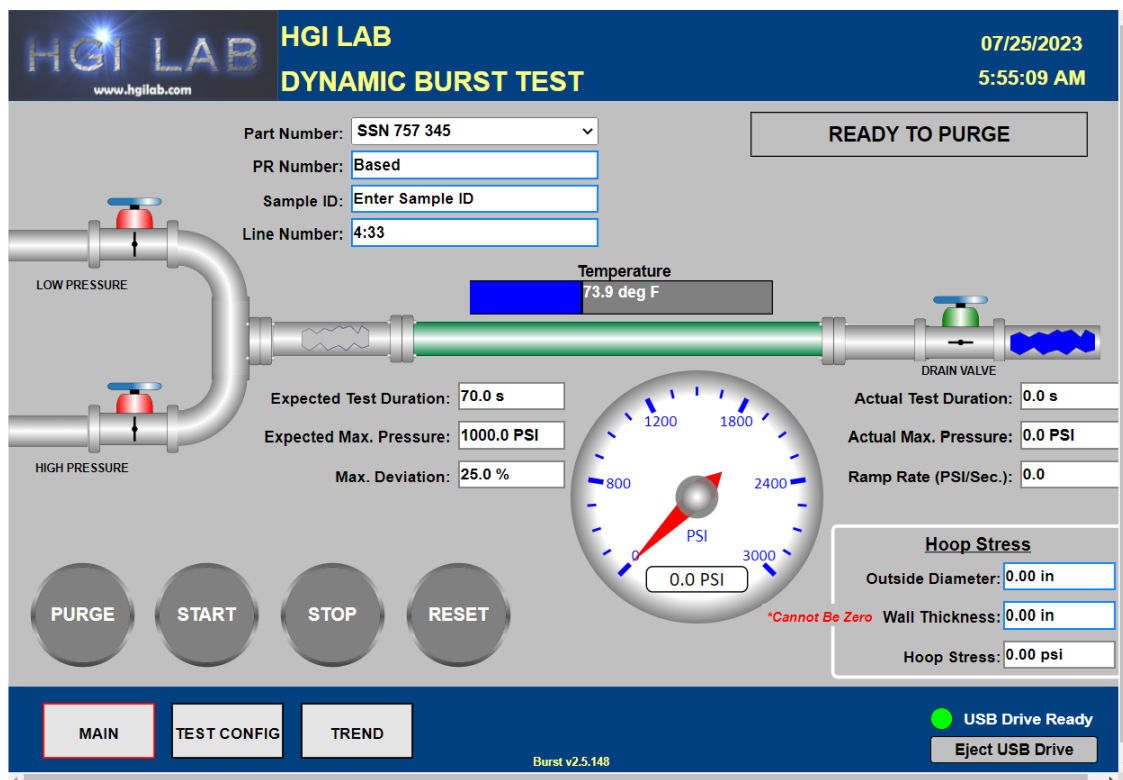 HGI LAB
www.hgilab.com
HGI LAB
DYNAMIC BURST TEST
07/25/2023
5:55:09 AM
Part Number: SSN 757 345
READY TO PURGE
PR Number: Based
Sample ID: Enter Sample ID
Line Number: 4:33
LOW PRESSURE
Temperature
73.9 deg F
DRAIN VALVE
Expected Test Duration: 70.0 s
Expected Max. Pressure: 1000.0 PSI
Max. Deviation: 25.0 %
HIGH PRESSURE
1200 1800
800 2400
PSI
0 3000
0.0 PSI
Actual Test Duration: 0.0 s
Actual Max. Pressure: 0.0 PSI
Ramp Rate (PSI/Sec.): 0.0
Hoop Stress
Outside Diameter: 0.00 in
*Cannot Be Zero Wall Thickness: 0.00 in
Hoop Stress: 0.00 psi
PURGE START STOP RESET
MAIN TEST CONFIG TREND
Burst v2.5.148
USB Drive Ready
Eject USB Drive